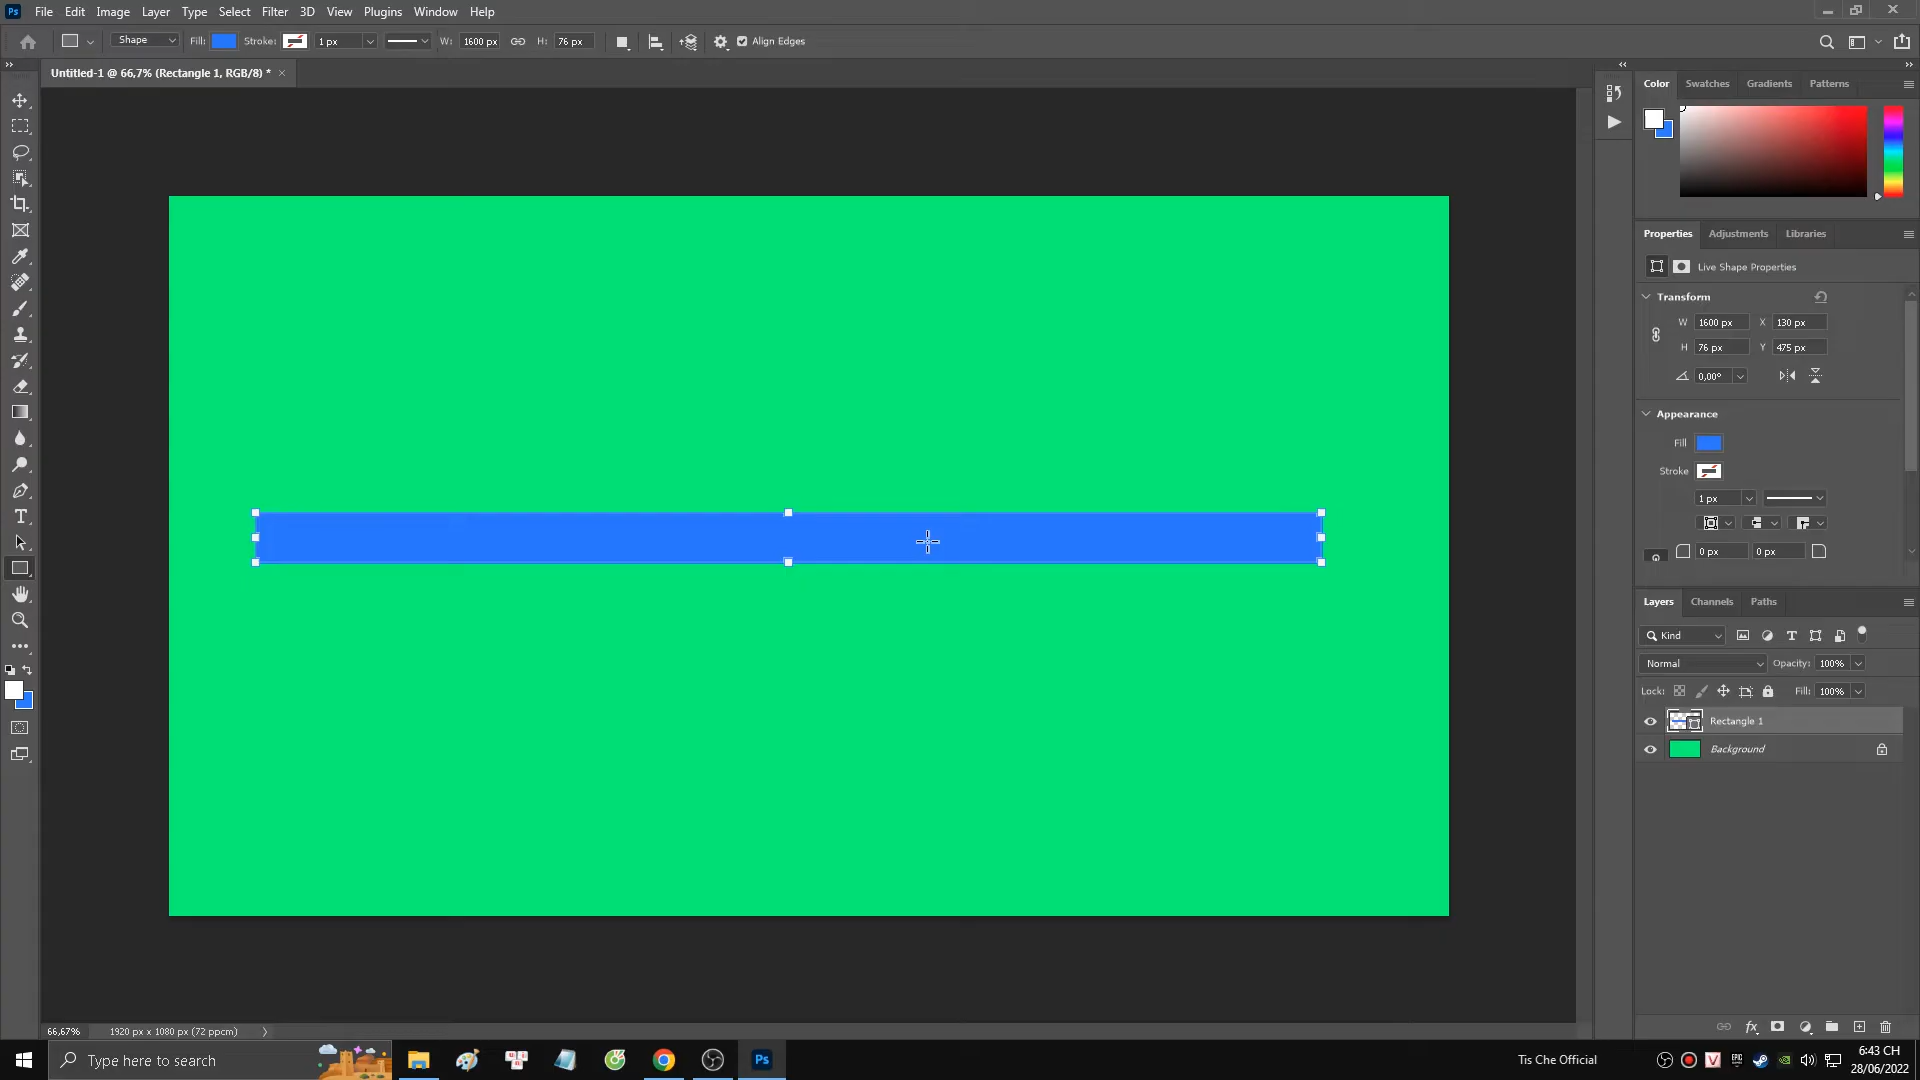 Ps File Edit Image Layer Type Select Filter 3D View Plugins Window Help
Shape Fill: Stroke: 1 px W: 1600 px H: 76 px Align Edges
Untitled-1 @ 66,7% (Rectangle 1, RGB/8) * ×
Color Swatches Gradients Patterns
Properties Adjustments Libraries
Live Shape Properties
Transform
W 1600 px X 130 px
H 76 px Y 475 px
0,00°
Appearance
Fill
Stroke
1 px
0 px 0 px
Layers Channels Paths
Kind
Normal Opacity: 100%
Lock: Fill: 100%
Rectangle 1
Background
fx
66,67% 1920 px x 1080 px (72 ppcm)
Type here to search
Ps
Tis Che Official
6:43 CH
28/06/2022